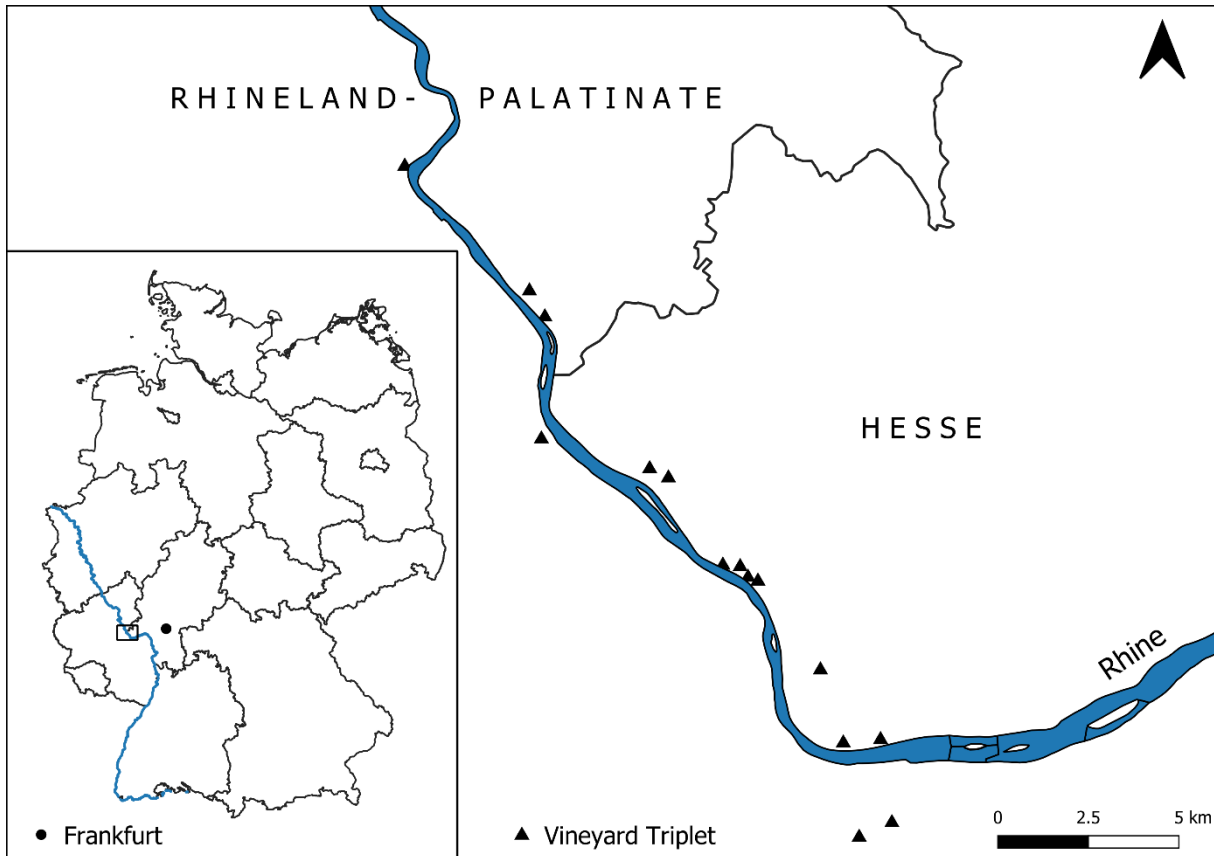 RHINELAND- PALATINATE
HESSE
Rhine
Frankfurt
Vineyard Triplet
0 2.5 5 km